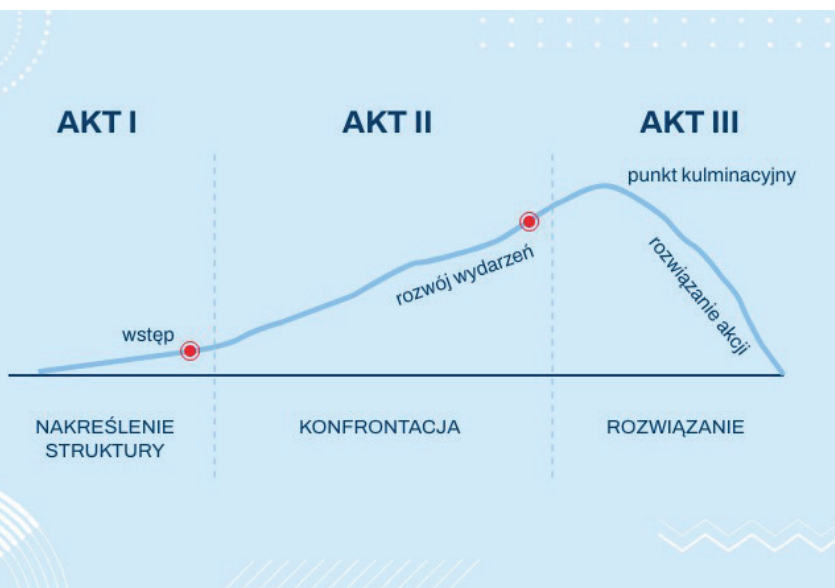 AKT I
AKT II
AKT III
punkt kulminacyjny
rozwój wydarzeń
rozwiązanie akcji
wstęp
NAKREŚLENIE
STRUKTURY
KONFRONTACJA
ROZWIĄZANIE